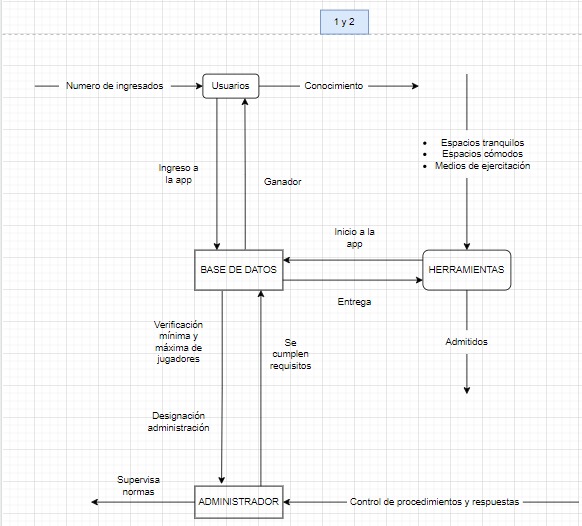 1 y 2
Numero de ingresados
Usuarios
Conocimiento
Espacios tranquilos
Espacios cómodos
Medios de ejercitación
Ingreso a
la app
Ganador
Inicio a la
app
BASE DE DATOS
HERRAMIENTAS
Entrega
Verificación
mínima y
máxima de
jugadores
Se
cumplen
requisitos
Admitidos
Designación
administración
Supervisa
normas
ADMINISTRADOR
Control de procedimientos y respuestas